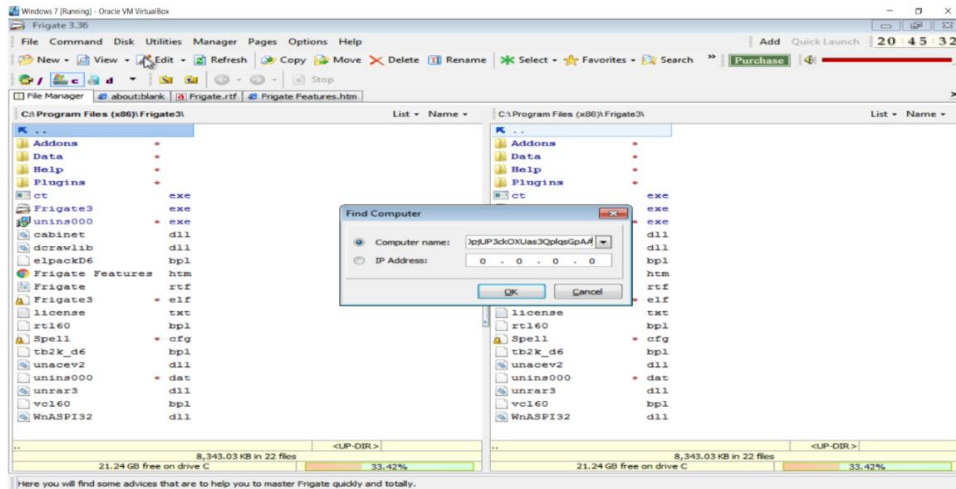 Windows 7 [Running] - Oracle VM VirtualBox
Frigate 3.36
File Command Disk Utilities Manager Pages Options Help
Add Quick Launch 20:45:32
New View Edit Refresh Copy Move Delete Rename Select Favorites Search » Purchase
/ c d Stop
File Manager about:blank Frigate.rtf Frigate Features.htm
C:\Program Files (x86)\Frigate3\ List Name
..
Addons
Data
Help
Plugins
ct exe
Frigate3 exe
unins000 exe
cabinet dll
dcrawlib dll
elpackD6 bpl
Frigate Features htm
Frigate rtf
Frigate3 elf
license txt
rtl60 bpl
Spell cfg
tb2k_d6 bpl
unacev2 dll
unins000 dat
unrar3 dll
vcl60 bpl
WnASPI32 dll
.. <UP-DIR>
8,343.03 KB in 22 files
21.24 GB free on drive C 33.42%
C:\Program Files (x86)\Frigate3\ List Name
..
Addons
Data
Help
Plugins
ct exe
exe
exe
dll
dll
bpl
htm
rtf
elf
license txt
rtl60 bpl
Spell cfg
tb2k_d6 bpl
unacev2 dll
unins000 dat
unrar3 dll
vcl60 bpl
WnASPI32 dll
.. <UP-DIR>
8,343.03 KB in 22 files
21.24 GB free on drive C 33.42%
Find Computer
Computer name:
IP Address: 0 . 0 . 0 . 0
OK Cancel
Here you will find some advices that are to help you to master Frigate quickly and totally.